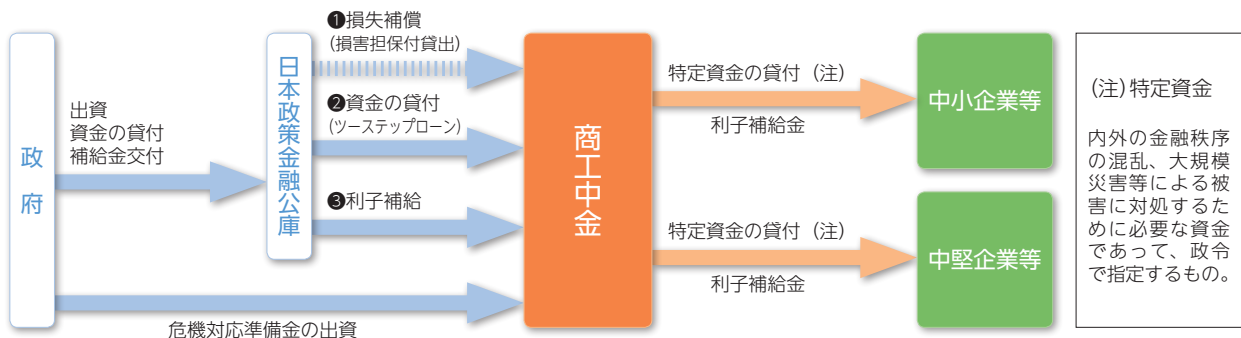 政府
出資
資金の貸付
補給金交付
日本政策金融公庫
❶損失補償
(損害担保付貸出)
❷資金の貸付
(ツーステップローン)
❸利子補給
危機対応準備金の出資
商工中金
特定資金の貸付（注）
利子補給金
中小企業等
特定資金の貸付（注）
利子補給金
中堅企業等
(注)特定資金
内外の金融秩序
の混乱、大規模
災害等による被
害に対処するた
めに必要な資金
であって、政令
で指定するもの。